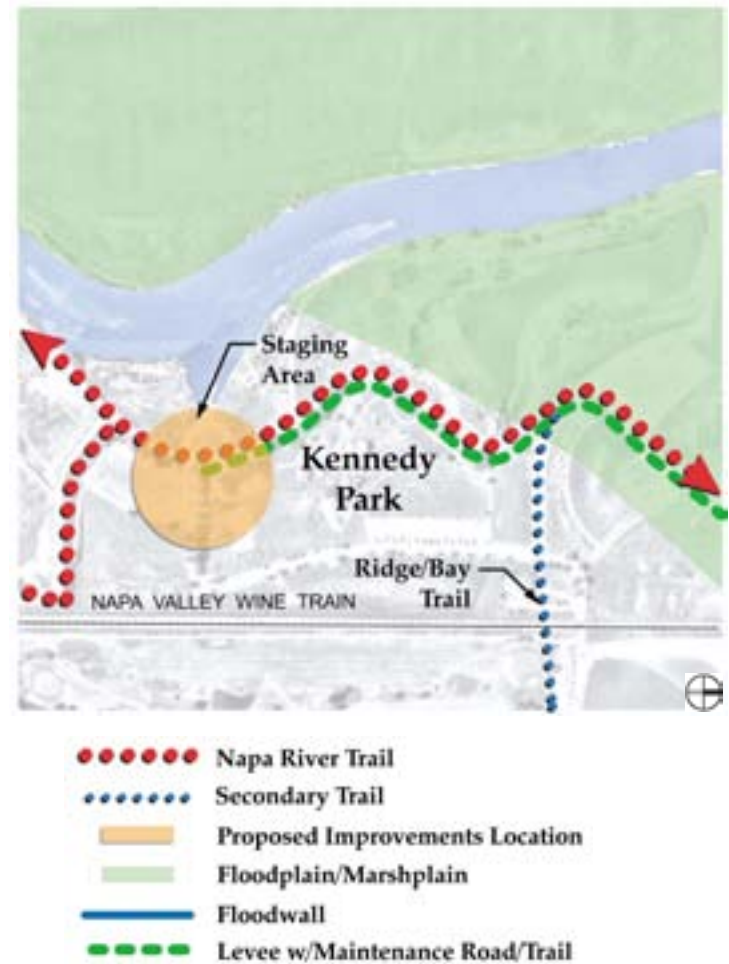 Staging
Area
Kennedy
Park
Ridge/Bay
Trail
NAPA VALLEY WINE TRAIN
Napa River Trail
Secondary Trail
Proposed Improvements Location
Floodplain/Marshplain
Floodwall
Levee w/Maintenance Road/Trail